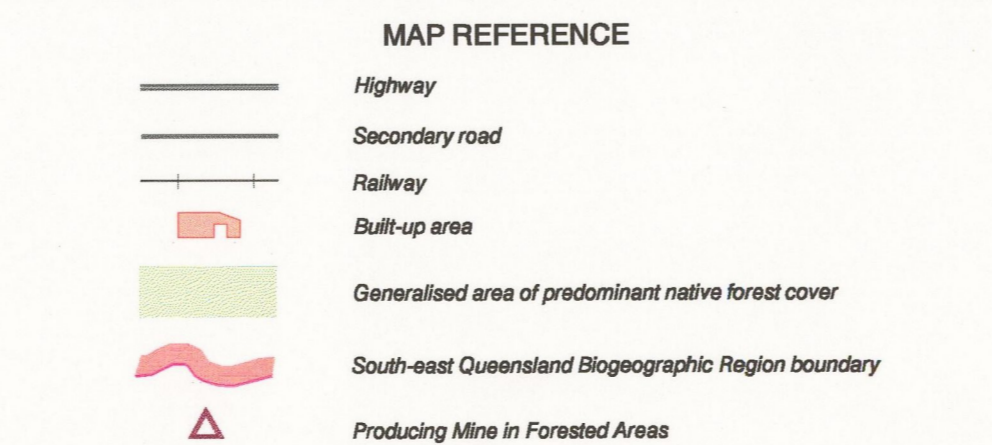 MAP REFERENCE
Highway
Secondary road
Railway
Built-up area
Generalised area of predominant native forest cover
South-east Queensland Biogeographic Region boundary
Producing Mine in Forested Areas